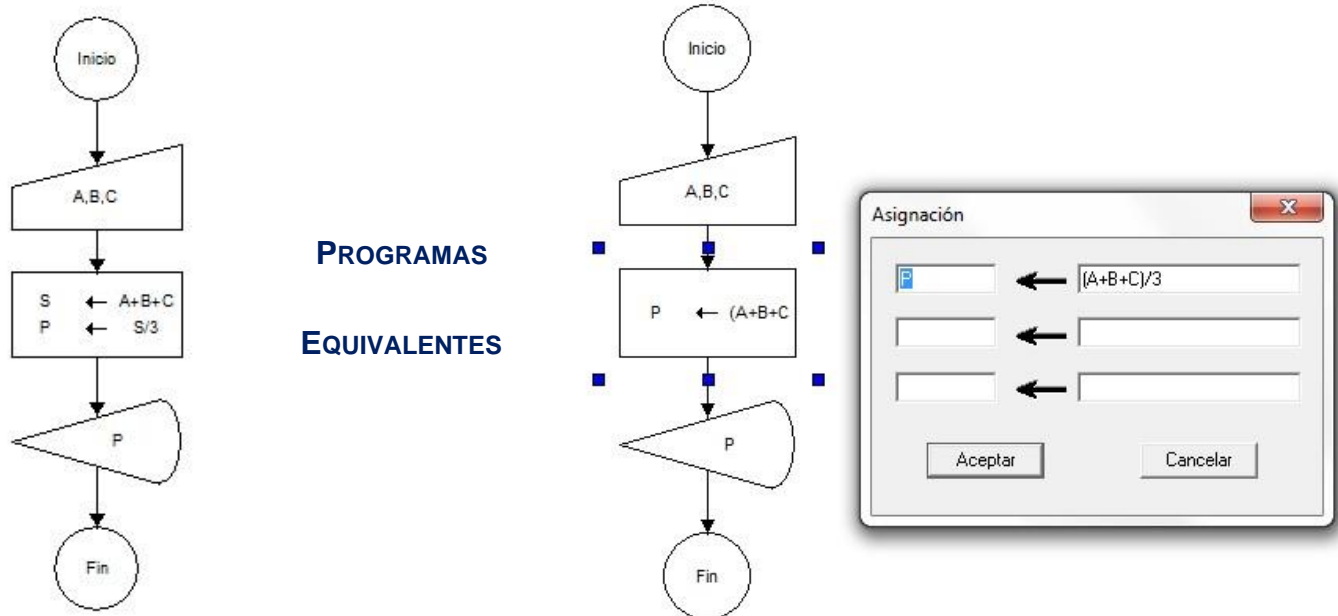 Inicio
A,B,C
S ← A+B+C
P ← S/3
P
Fin
PROGRAMAS
EQUIVALENTES
Inicio
A,B,C
P ← (A+B+C
P
Fin
Asignación
P ← (A+B+C)/3
Aceptar Cancelar